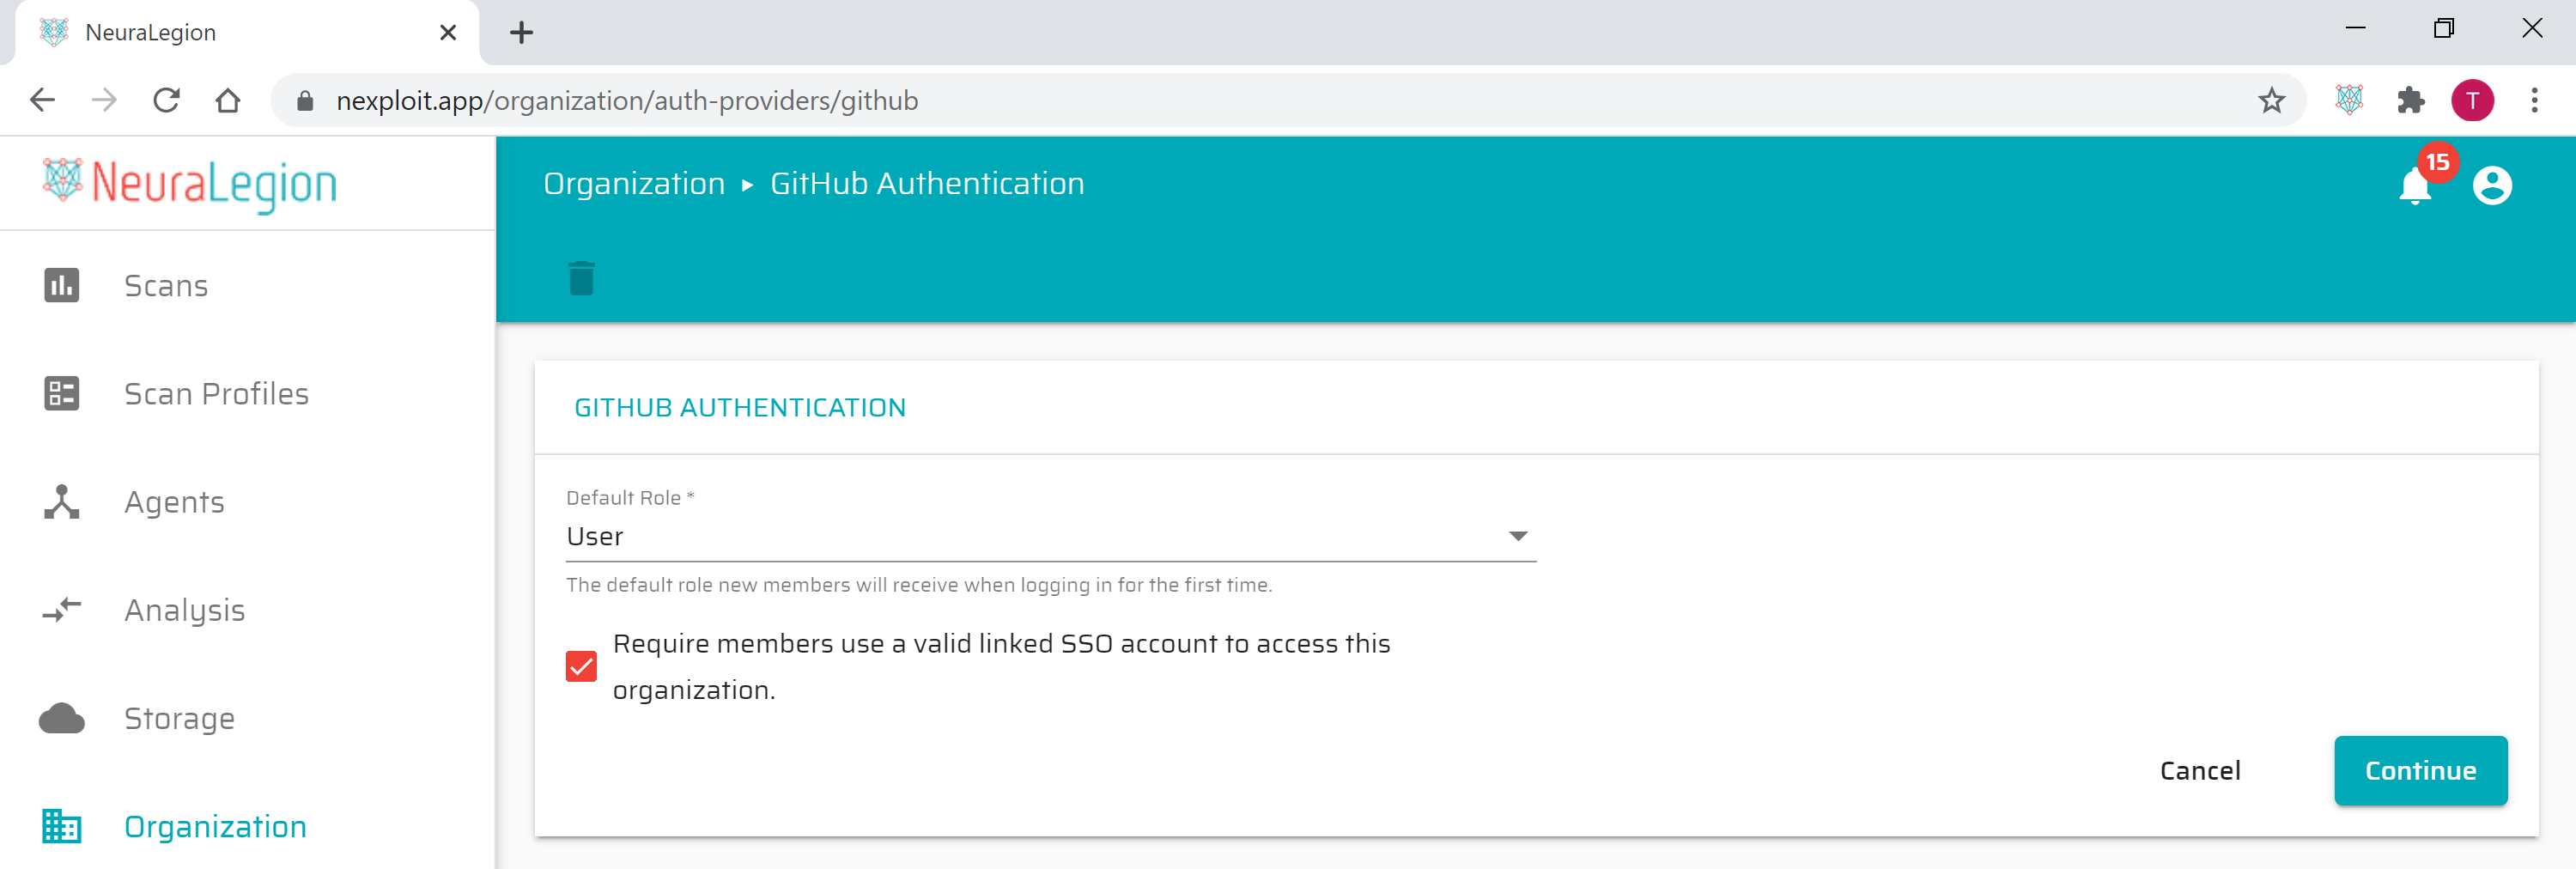 NeuraLegion
nexploit.app/organization/auth-providers/github
T
NeuraLegion
Organization ▸ GitHub Authentication
15
Scans
Scan Profiles
Agents
Analysis
Storage
Organization
GITHUB AUTHENTICATION
Default Role *
User
The default role new members will receive when logging in for the first time.
Require members use a valid linked SSO account to access this
organization.
Cancel
Continue